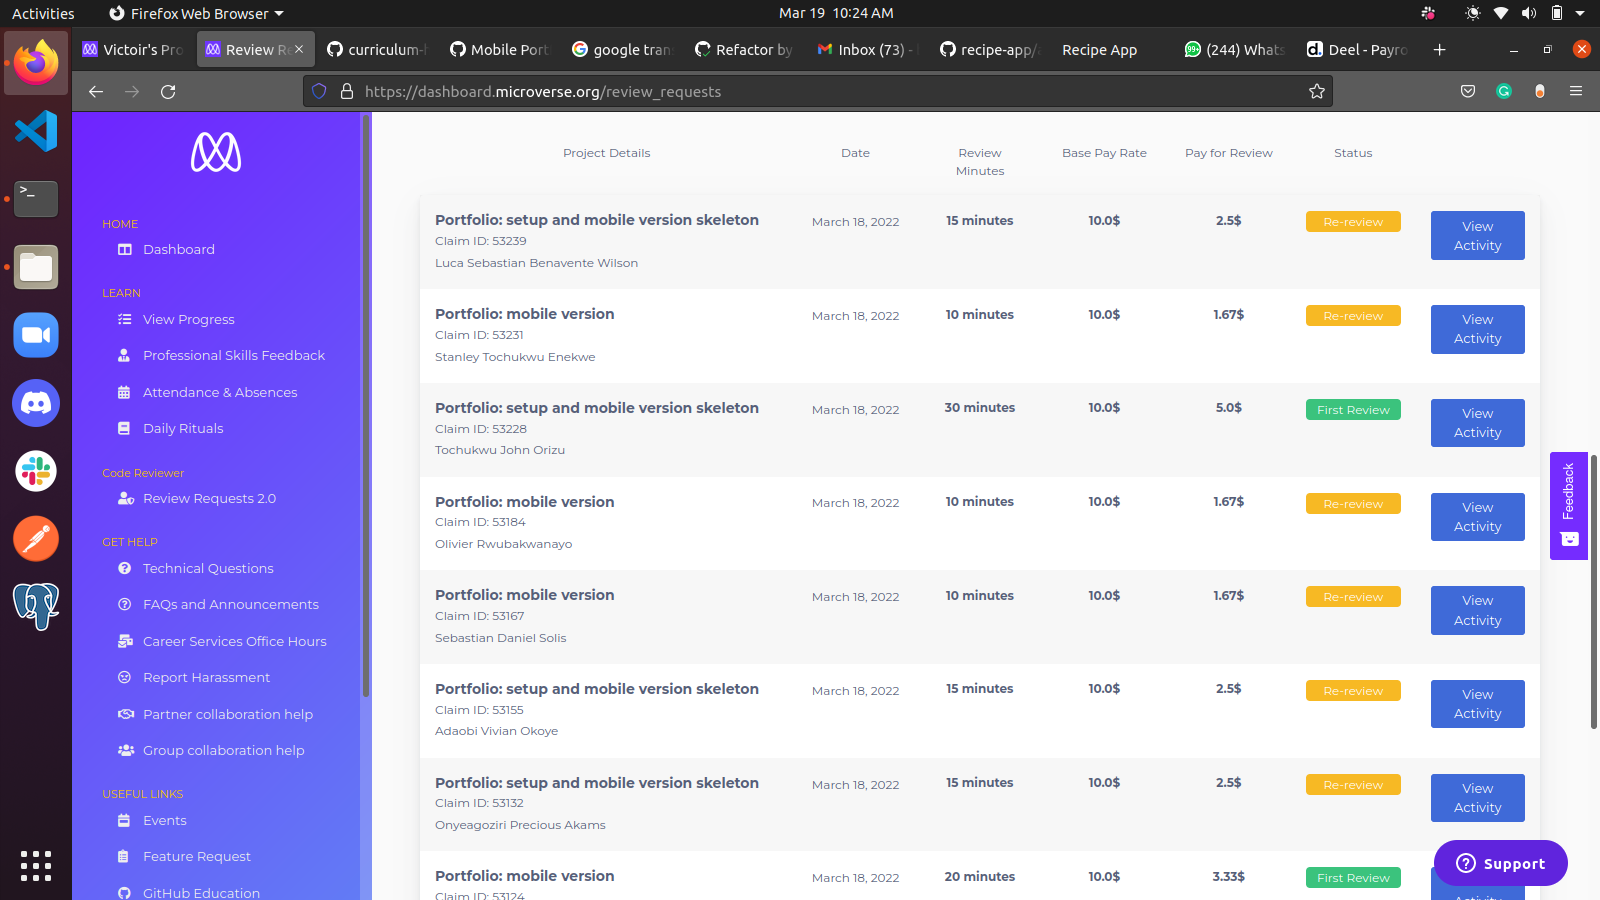 Activities
Firefox Web Browser
Mar 19 10:24 AM
Victoir's Pro
Review Re
curriculum-
Mobile Port
google tran
Refactor by
Inbox (73) -
recipe-app/
Recipe App
99+
(244) Whats
d.
Deel - Payro
https://dashboard.microverse.org/review_requests
HOME
Dashboard
LEARN
View Progress
Professional Skills Feedback
Attendance & Absences
Daily Rituals
Code Reviewer
Review Requests 2.0
GET HELP
Technical Questions
FAQs and Announcements
Career Services Office Hours
Report Harassment
Partner collaboration help
Group collaboration help
USEFUL LINKS
Events
Feature Request
GitHub Education
Project Details Date Review Minutes Base Pay Rate Pay for Review Status
Portfolio: setup and mobile version skeleton March 18, 2022 15 minutes 10.0$ 2.5$ Re-review View Activity
Claim ID: 53239
Luca Sebastian Benavente Wilson
Portfolio: mobile version March 18, 2022 10 minutes 10.0$ 1.67$ Re-review View Activity
Claim ID: 53231
Stanley Tochukwu Enekwe
Portfolio: setup and mobile version skeleton March 18, 2022 30 minutes 10.0$ 5.0$ First Review View Activity
Claim ID: 53228
Tochukwu John Orizu
Portfolio: mobile version March 18, 2022 10 minutes 10.0$ 1.67$ Re-review View Activity
Claim ID: 53184
Olivier Rwubakwanayo
Portfolio: mobile version March 18, 2022 10 minutes 10.0$ 1.67$ Re-review View Activity
Claim ID: 53167
Sebastian Daniel Solis
Portfolio: setup and mobile version skeleton March 18, 2022 15 minutes 10.0$ 2.5$ Re-review View Activity
Claim ID: 53155
Adaobi Vivian Okoye
Portfolio: setup and mobile version skeleton March 18, 2022 15 minutes 10.0$ 2.5$ Re-review View Activity
Claim ID: 53132
Onyeagoziri Precious Akams
Portfolio: mobile version March 18, 2022 20 minutes 10.0$ 3.33$ First Review
Claim ID: 53124
Activity
Feedback
Support